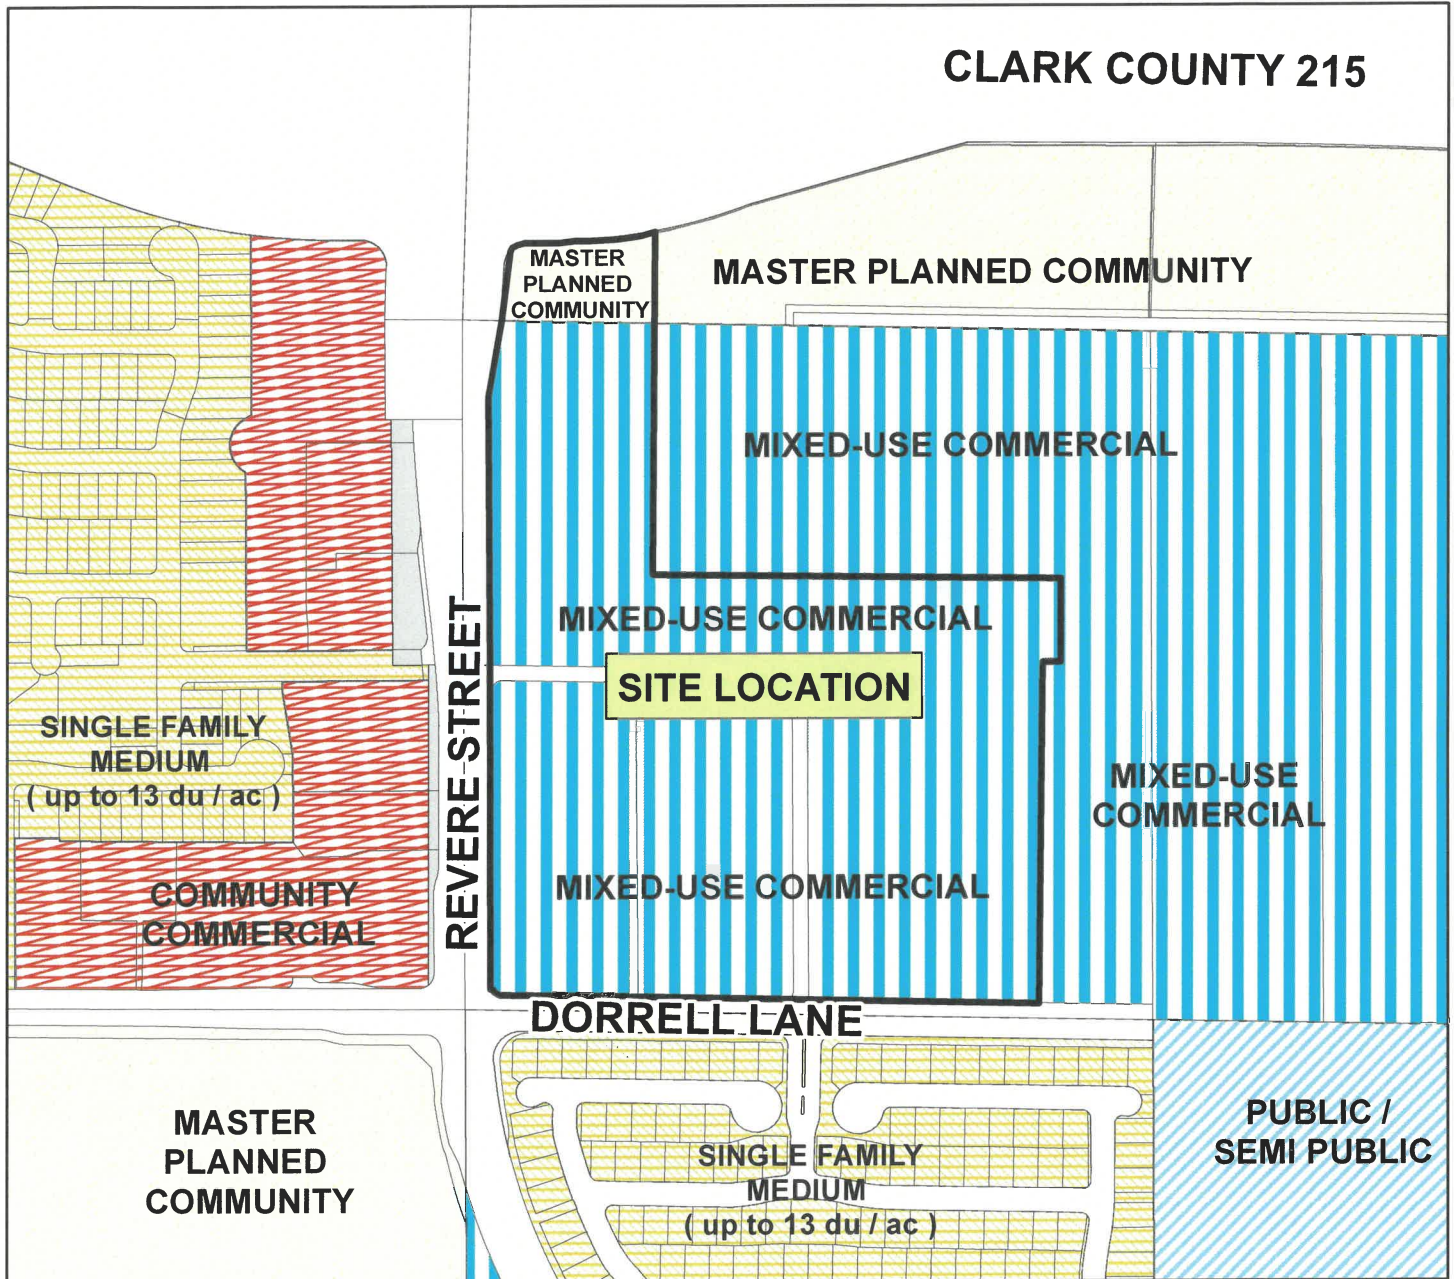 CLARK COUNTY 215
MASTER
PLANNED
COMMUNITY
MASTER PLANNED COMMUNITY
MIXED-USE COMMERCIAL
MIXED-USE COMMERCIAL
SITE LOCATION
REVERE STREET
SINGLE FAMILY
MEDIUM
( up to 13 du / ac )
MIXED-USE
COMMERCIAL
COMMUNITY
COMMERCIAL
MIXED-USE COMMERCIAL
DORRELL LANE
MASTER
PLANNED
COMMUNITY
SINGLE FAMILY
MEDIUM
( up to 13 du / ac )
PUBLIC /
SEMI PUBLIC